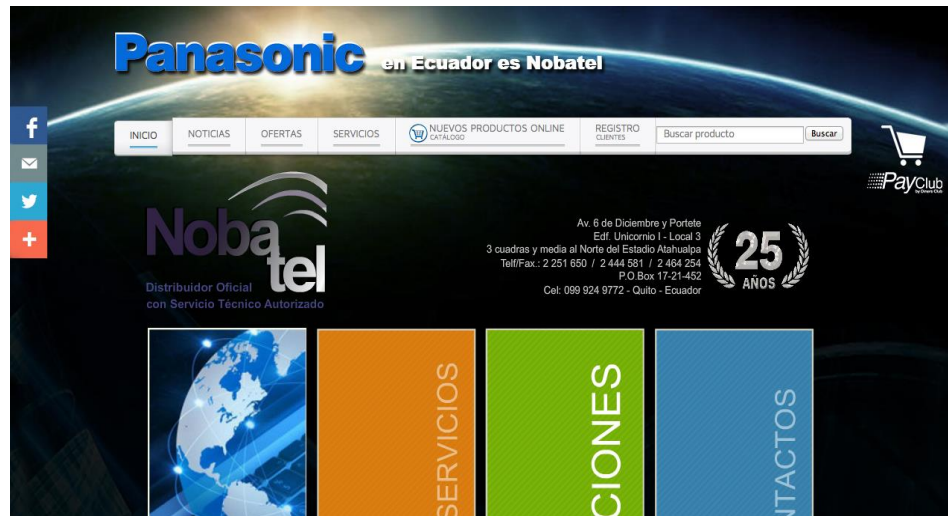 Panasonic en Ecuador es Nobatel
INICIO
NOTICIAS
OFERTAS
SERVICIOS
NUEVOS PRODUCTOS ONLINE
CATÁLOGO
REGISTRO
CLIENTES
Buscar producto
Buscar
PayClub
by Diners Club
Nobatel
Distribuidor Oficial
con Servicio Técnico Autorizado
Av. 6 de Diciembre y Portete
Edf. Unicornio I - Local 3
3 cuadras y media al Norte del Estadio Atahualpa
Telf/Fax.: 2 251 650 / 2 444 581 / 2 464 254
P.O.Box 17-21-452
Cel: 099 924 9772 - Quito - Ecuador
25
AÑOS
SERVICIOS
CIONES
NTACTOS